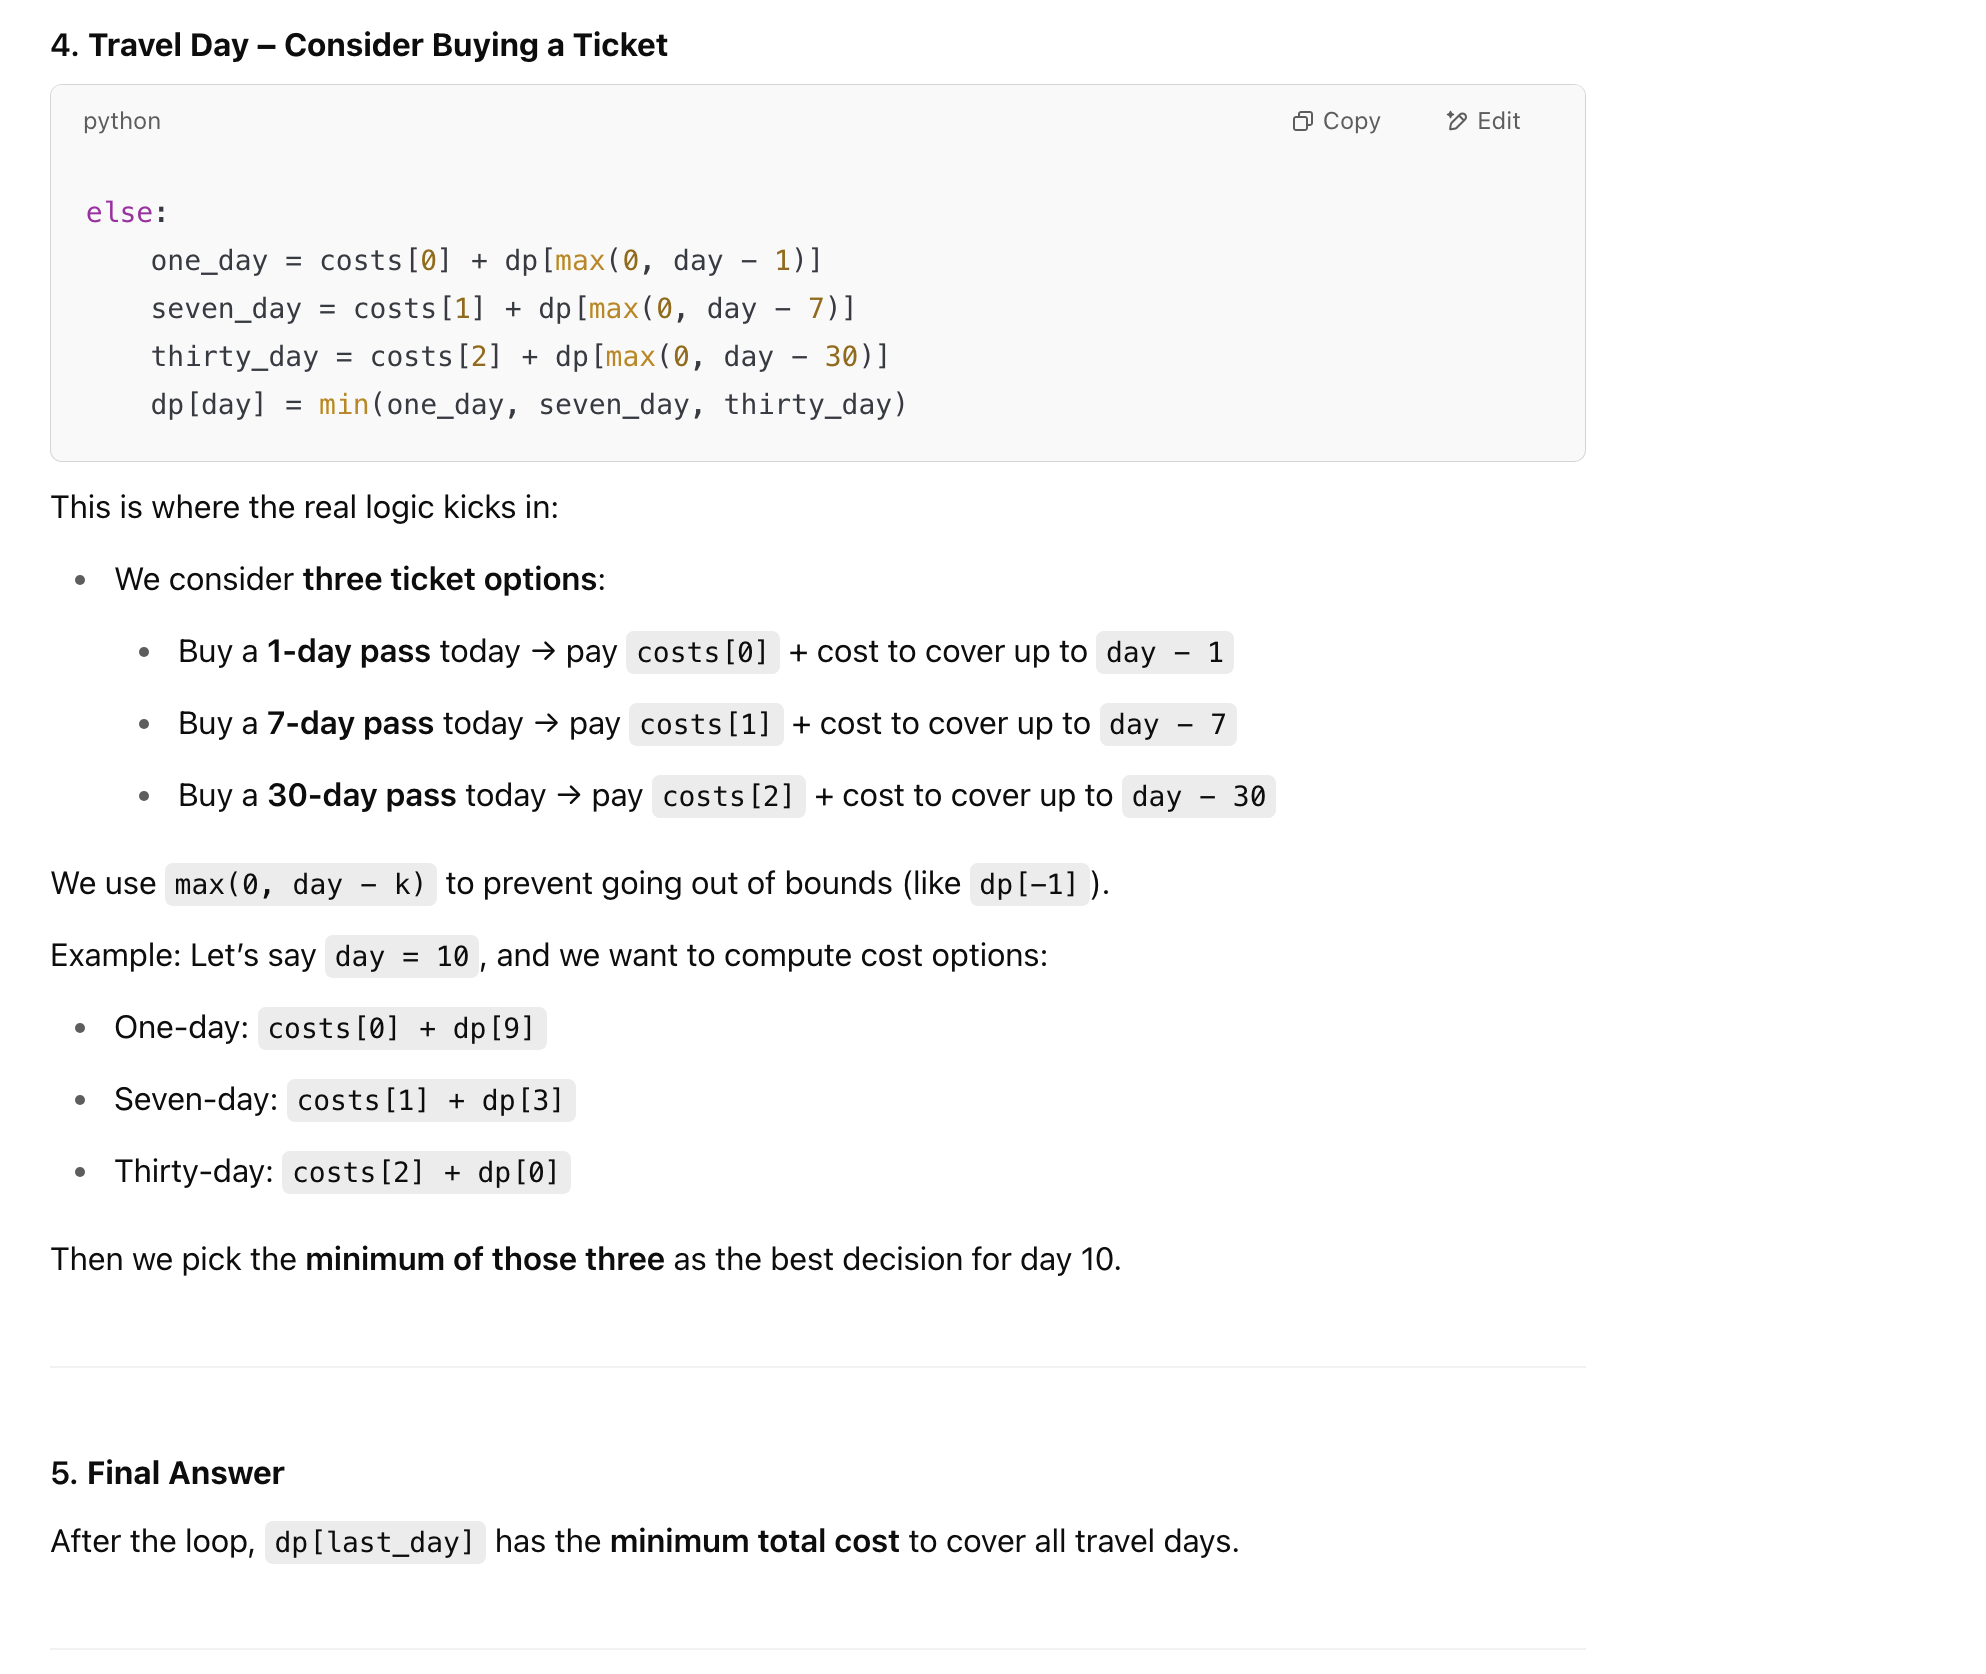 4. Travel Day – Consider Buying a Ticket
python
Copy
Edit
else:
    one_day = costs[0] + dp[max(0, day - 1)]
    seven_day = costs[1] + dp[max(0, day - 7)]
    thirty_day = costs[2] + dp[max(0, day - 30)]
    dp[day] = min(one_day, seven_day, thirty_day)
This is where the real logic kicks in:
• We consider three ticket options:
• Buy a 1-day pass today → pay costs[0] + cost to cover up to day - 1
• Buy a 7-day pass today → pay costs[1] + cost to cover up to day - 7
• Buy a 30-day pass today → pay costs[2] + cost to cover up to day - 30
We use max(0, day - k) to prevent going out of bounds (like dp[-1]).
Example: Let’s say day = 10, and we want to compute cost options:
• One-day: costs[0] + dp[9]
• Seven-day: costs[1] + dp[3]
• Thirty-day: costs[2] + dp[0]
Then we pick the minimum of those three as the best decision for day 10.
5. Final Answer
After the loop, dp[last_day] has the minimum total cost to cover all travel days.